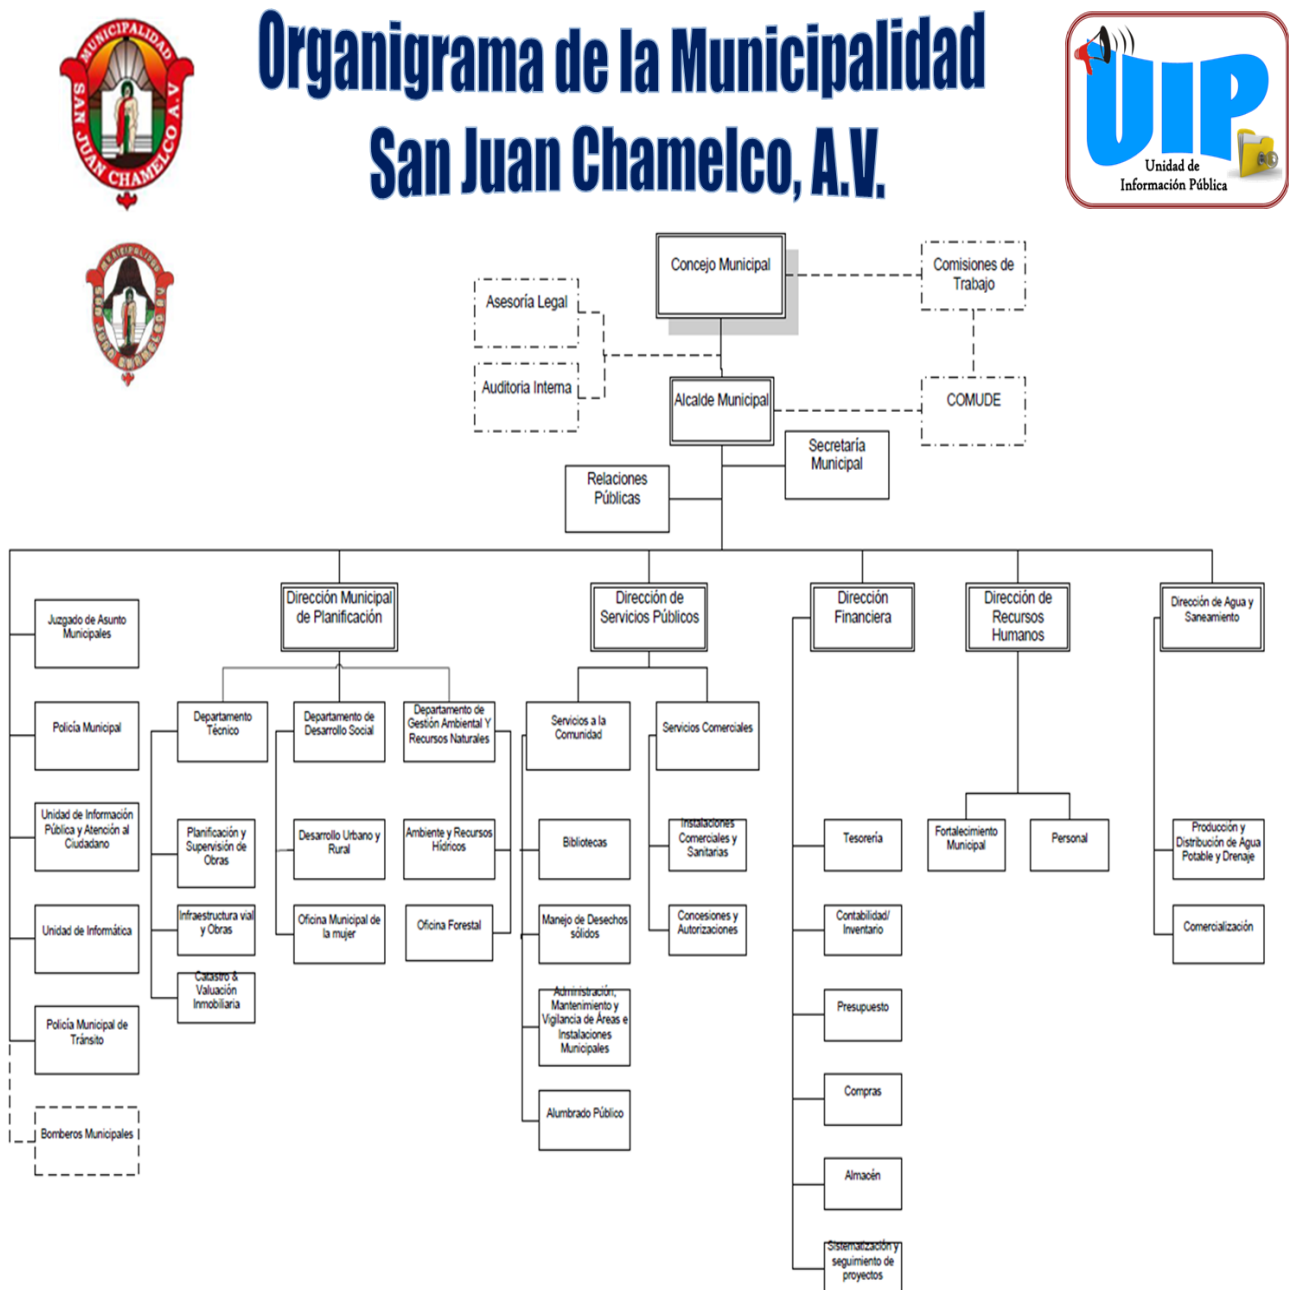 Organigrama de la Municipalidad
San Juan Chamelco, A.V.
MUNICIPALIDAD
SAN JUAN CHAMELCO A.V
UIP
Unidad de
Información Pública
Concejo Municipal
Comisiones de
Trabajo
Asesoría Legal
Auditoria Interna
Alcalde Municipal
COMUDE
Secretaría
Municipal
Relaciones
Públicas
Juzgado de Asunto
Municipales
Policía Municipal
Unidad de Información
Pública y Atención al
Ciudadano
Unidad de Informática
Policía Municipal de
Tránsito
Bomberos Municipales
Dirección Municipal
de Planificación
Departamento
Técnico
Planificación y
Supervisión de
Obras
Infraestructura vial
y Obras
Catastro &
Valuación
Inmobiliaria
Departamento de
Desarrollo Social
Desarrollo Urbano y
Rural
Oficina Municipal de
la mujer
Departamento de
Gestión Ambiental Y
Recursos Naturales
Ambiente y Recursos
Hídricos
Oficina Forestal
Dirección de
Servicios Públicos
Servicios a la
Comunidad
Bibliotecas
Manejo de Desechos
sólidos
Administración,
Mantenimiento y
Vigilancia de Áreas e
Instalaciones
Municipales
Alumbrado Público
Servicios Comerciales
Instalaciones
Comerciales y
Sanitarias
Concesiones y
Autorizaciones
Dirección
Financiera
Tesorería
Contabilidad/
Inventario
Presupuesto
Compras
Almacén
Sistematización y
seguimiento de
proyectos
Dirección de
Recursos
Humanos
Fortalecimiento
Municipal
Personal
Dirección de Agua y
Saneamiento
Producción y
Distribución de Agua
Potable y Drenaje
Comercialización